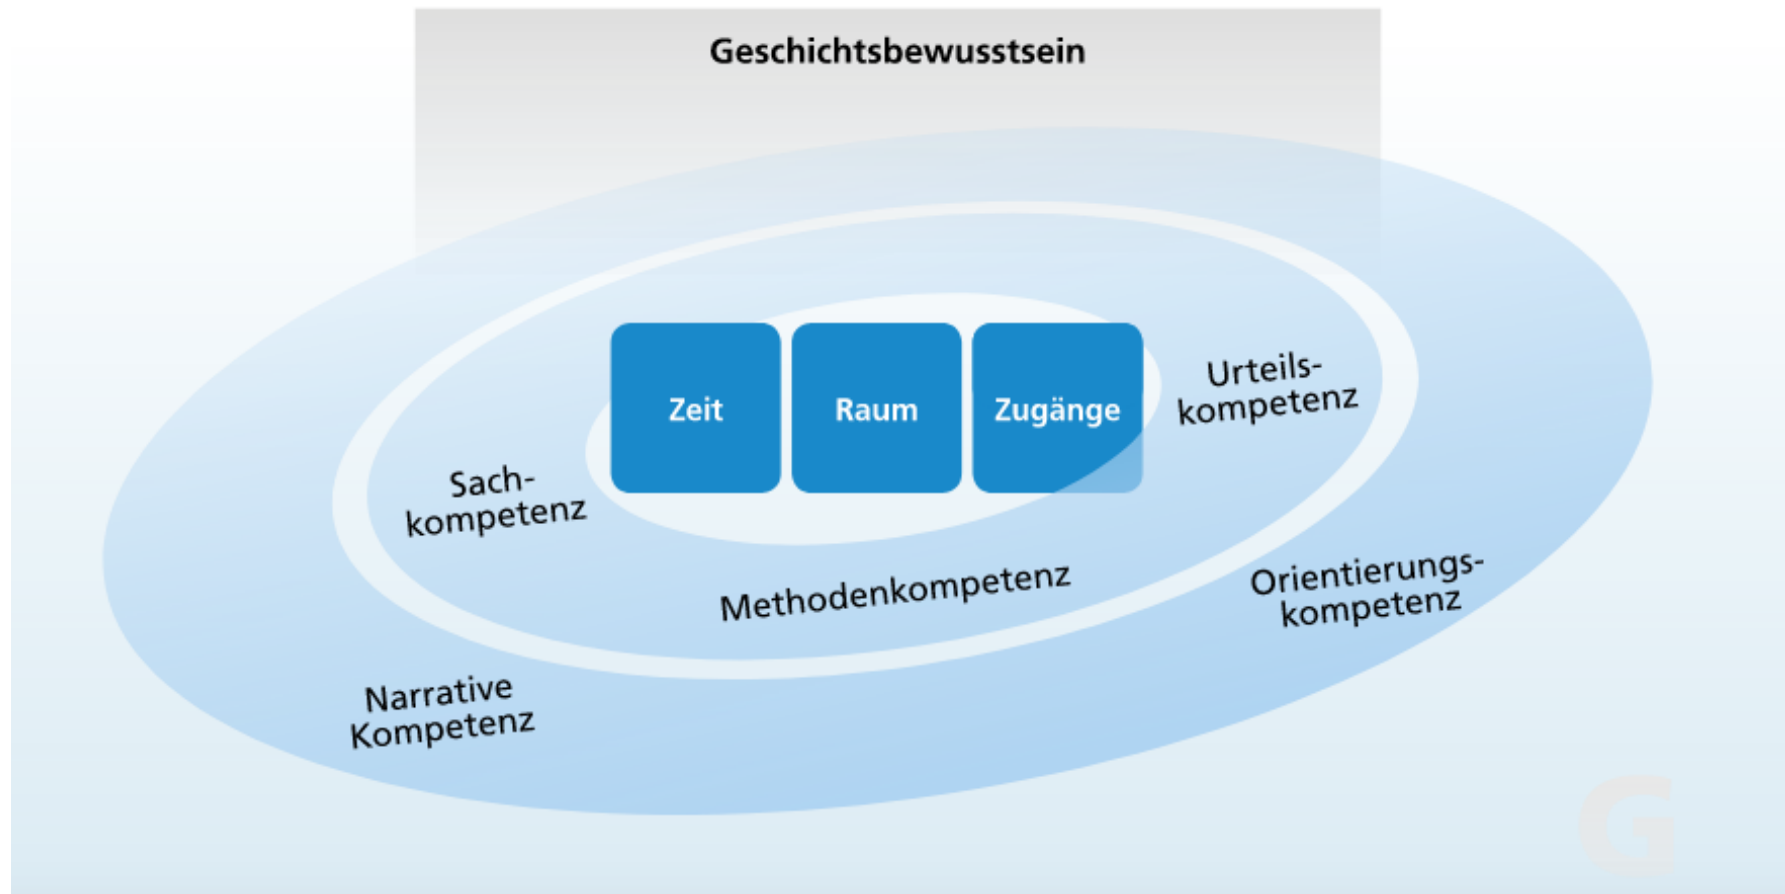 Geschichtsbewusstsein
Zeit
Raum
Zugänge
Urteils-
kompetenz
Sach-
kompetenz
Methodenkompetenz
Orientierungs-
kompetenz
Narrative
Kompetenz
G